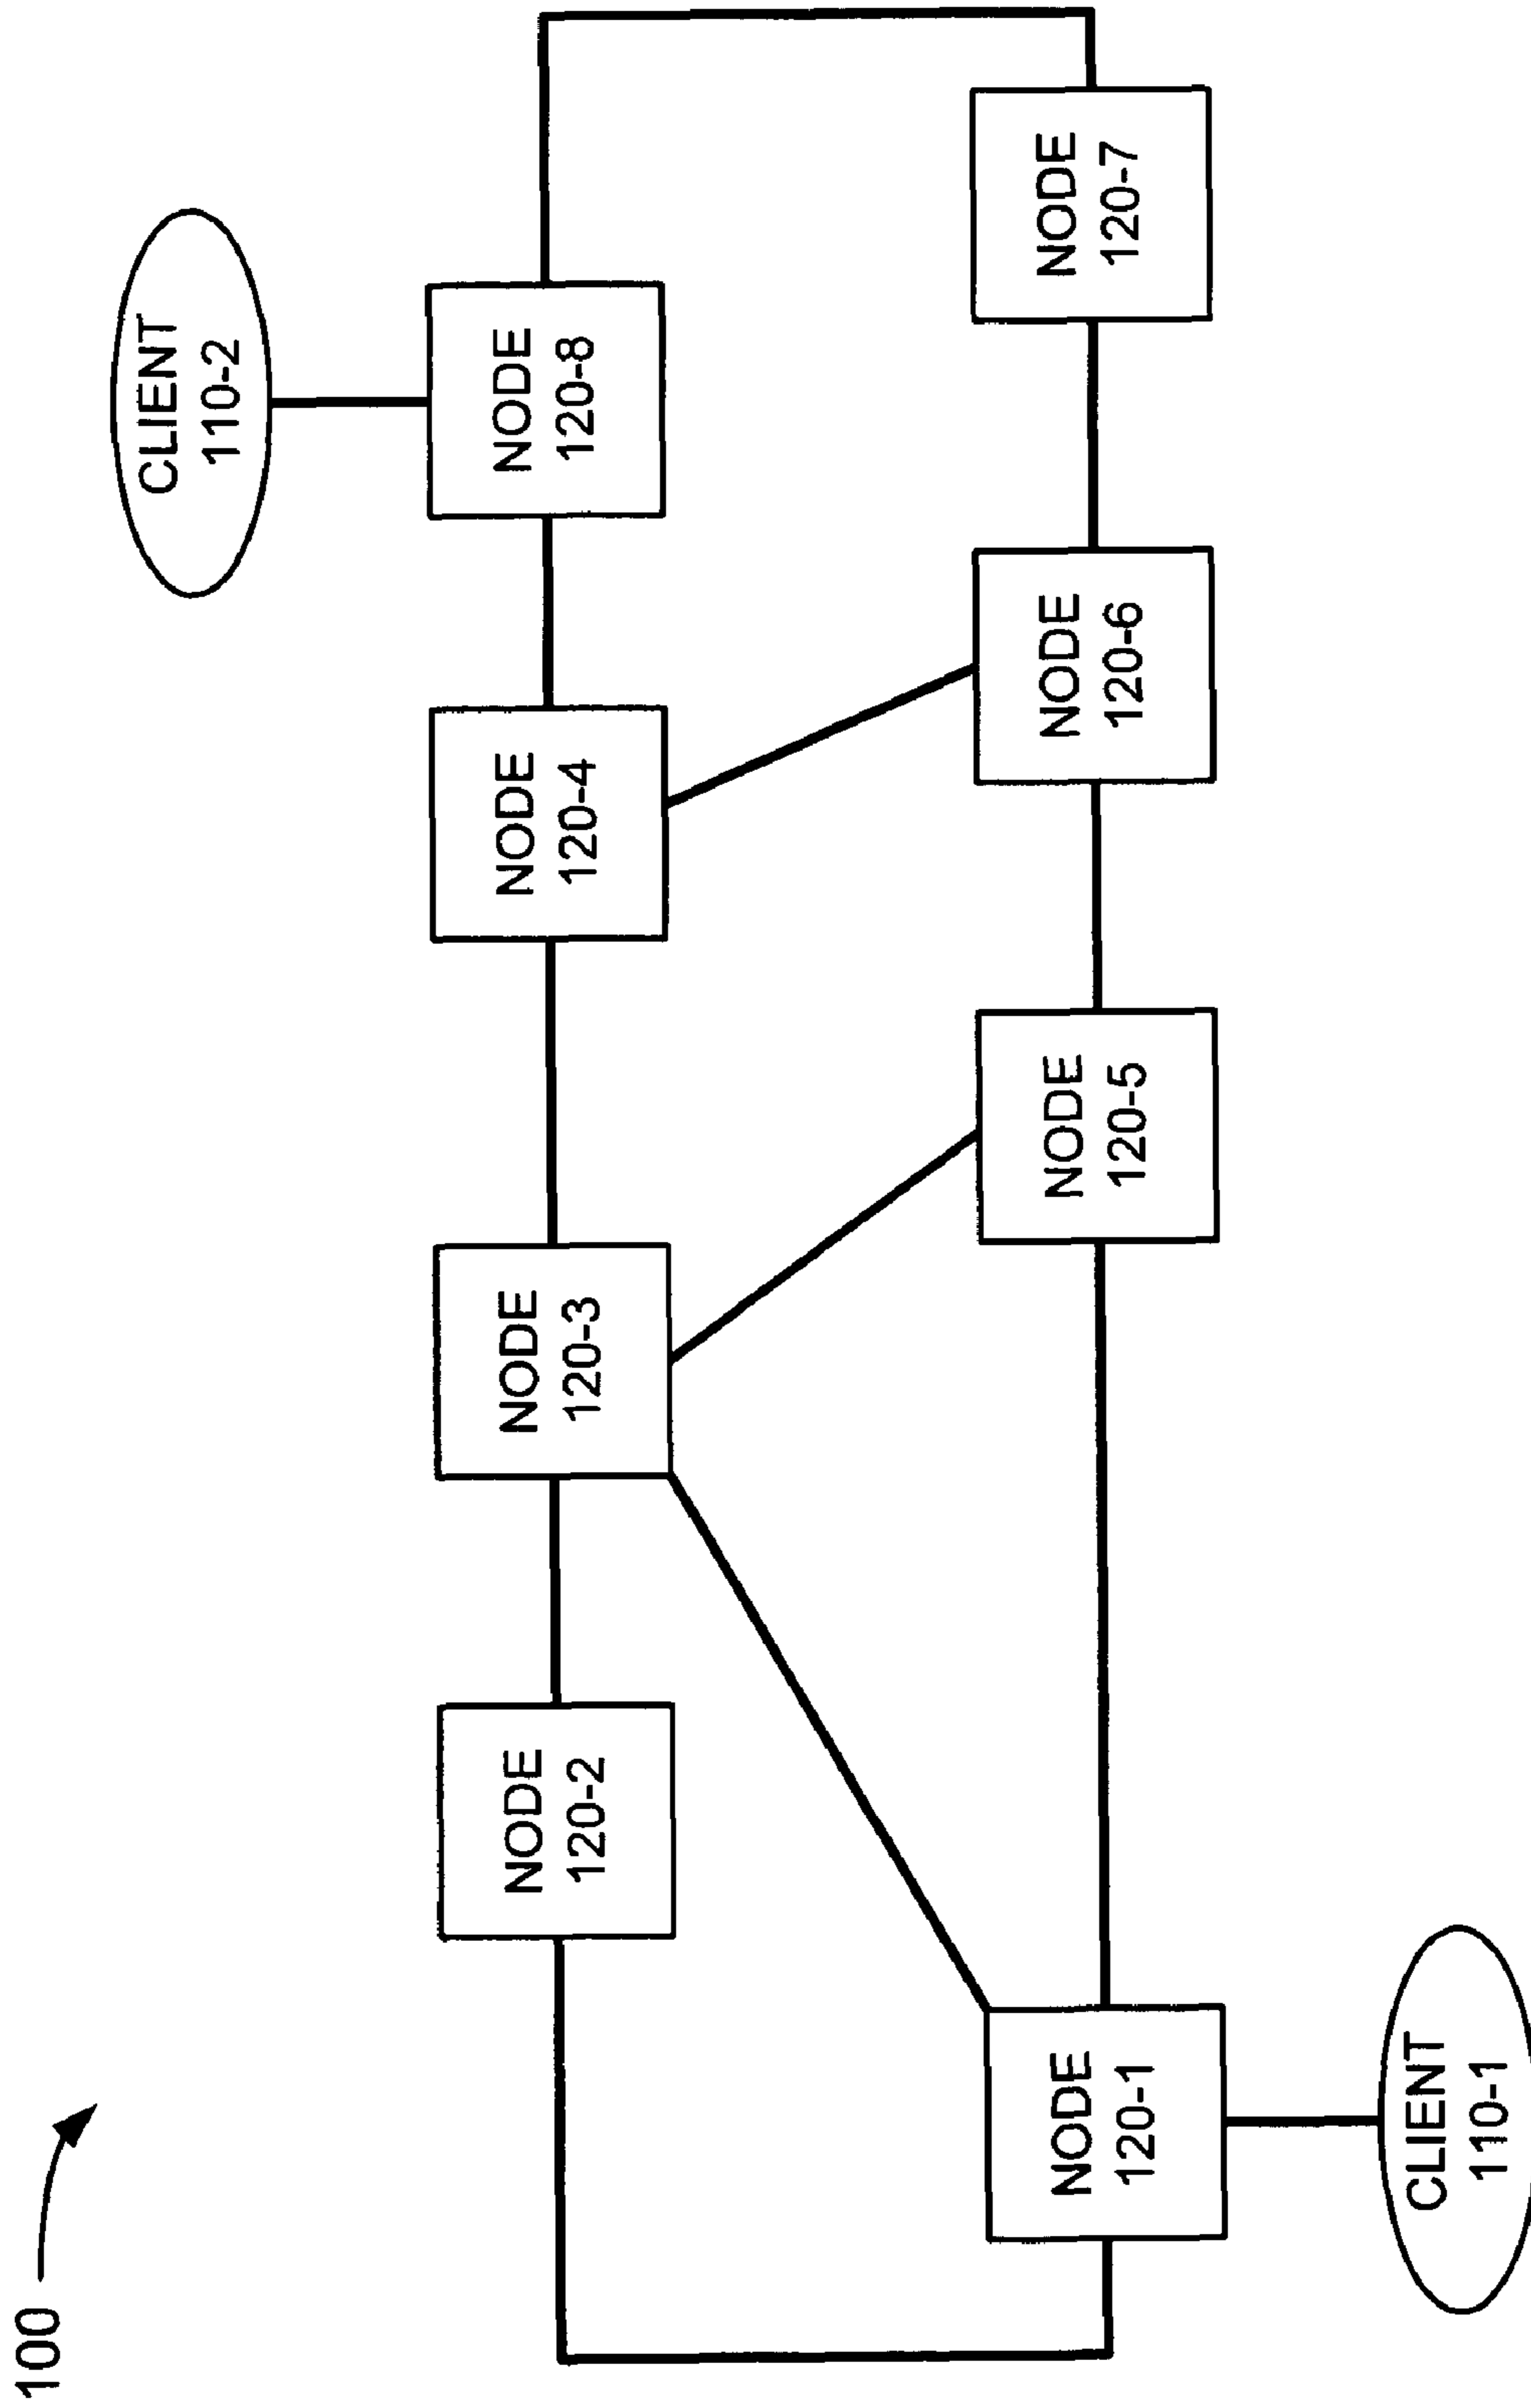 100
CLIENT
110-2
NODE
120-2
NODE
120-3
NODE
120-4
NODE
120-8
NODE
120-1
NODE
120-5
NODE
120-6
NODE
120-7
CLIENT
110-1